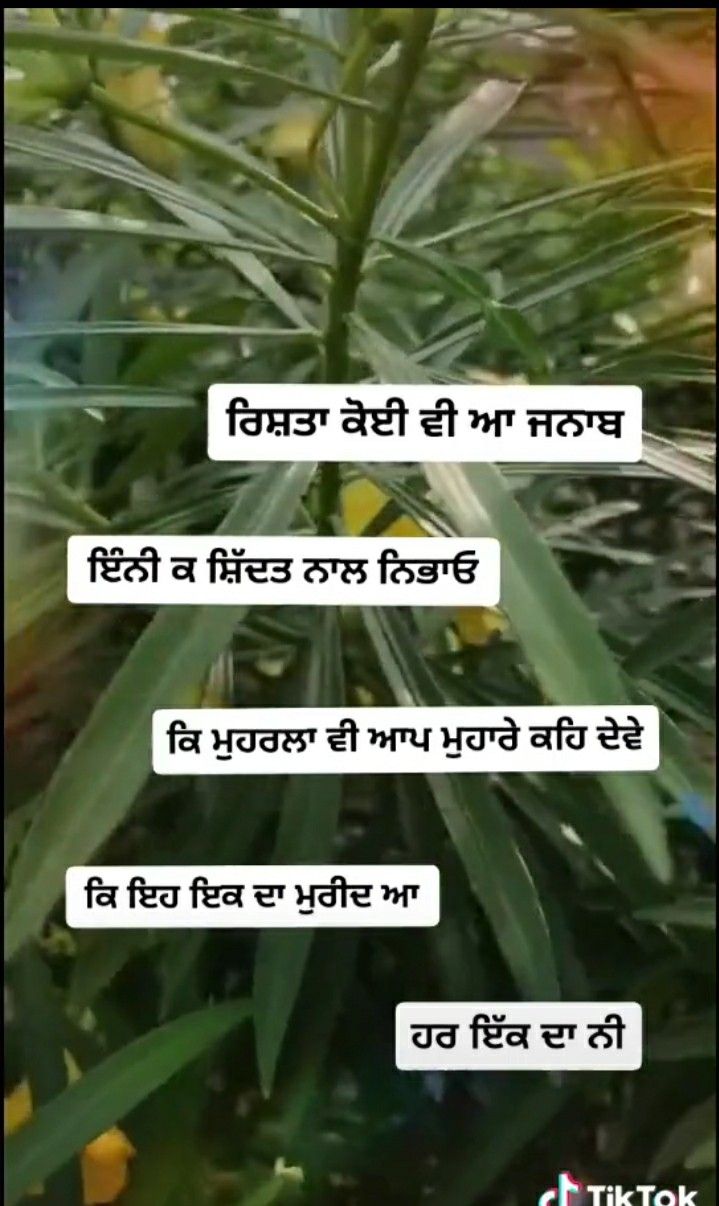 ਰਿਸ਼ਤਾ ਕੋਈ ਵੀ ਆ ਜਨਾਬ
ਇੰਨੀ ਕ ਸ਼ਿੱਦਤ ਨਾਲ ਨਿਭਾਓ
ਕਿ ਮੁਹਰਲਾ ਵੀ ਆਪ ਮੁਹਾਰੇ ਕਹਿ ਦੇਵੇ
ਕਿ ਇਹ ਇਕ ਦਾ ਮੁਰੀਦ ਆ
ਹਰ ਇੱਕ ਦਾ ਨੀ
TikTok